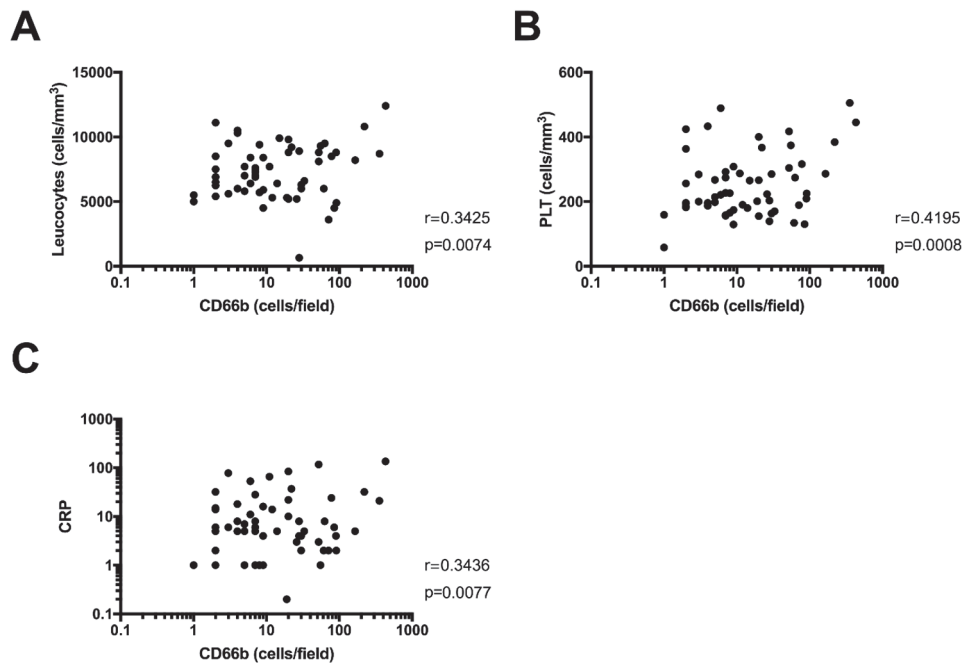 A
15000
10000
5000
0
Leucocytes (cells/mm³)
0.1 1 10 100 1000
CD66b (cells/field)
r=0.3425
p=0.0074
B
600
400
200
0
PLT (cells/mm³)
0.1 1 10 100 1000
CD66b (cells/field)
r=0.4195
p=0.0008
C
1000
100
10
1
0.1
CRP
0.1 1 10 100 1000
CD66b (cells/field)
r=0.3436
p=0.0077